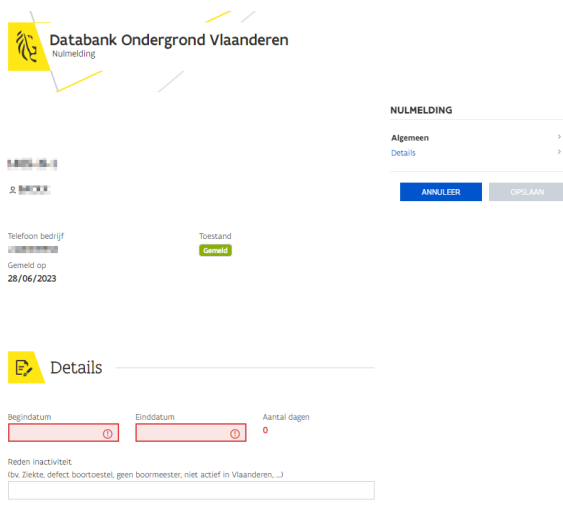 Databank Ondergrond Vlaanderen
Nulmelding
NULMELDING
Algemeen
Details
ANNULEER
OPSLAAN
Telefoon bedrijf
Toestand
Gemeld
Gemeld op
28/06/2023
Details
Begindatum
Einddatum
Aantal dagen
0
Reden inactiviteit
(bv. Ziekte, defect boortoestel, geen boormeester, niet actief in Vlaanderen, ...)